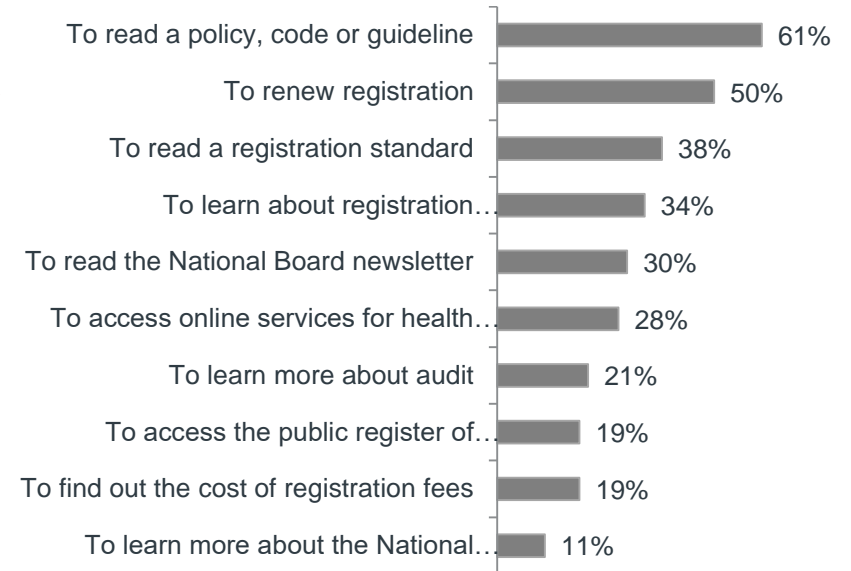 To read a policy, code or guideline 61%
To renew registration 50%
To read a registration standard 38%
To learn about registration… 34%
To read the National Board newsletter 30%
To access online services for health… 28%
To learn more about audit 21%
To access the public register of… 19%
To find out the cost of registration fees 19%
To learn more about the National… 11%